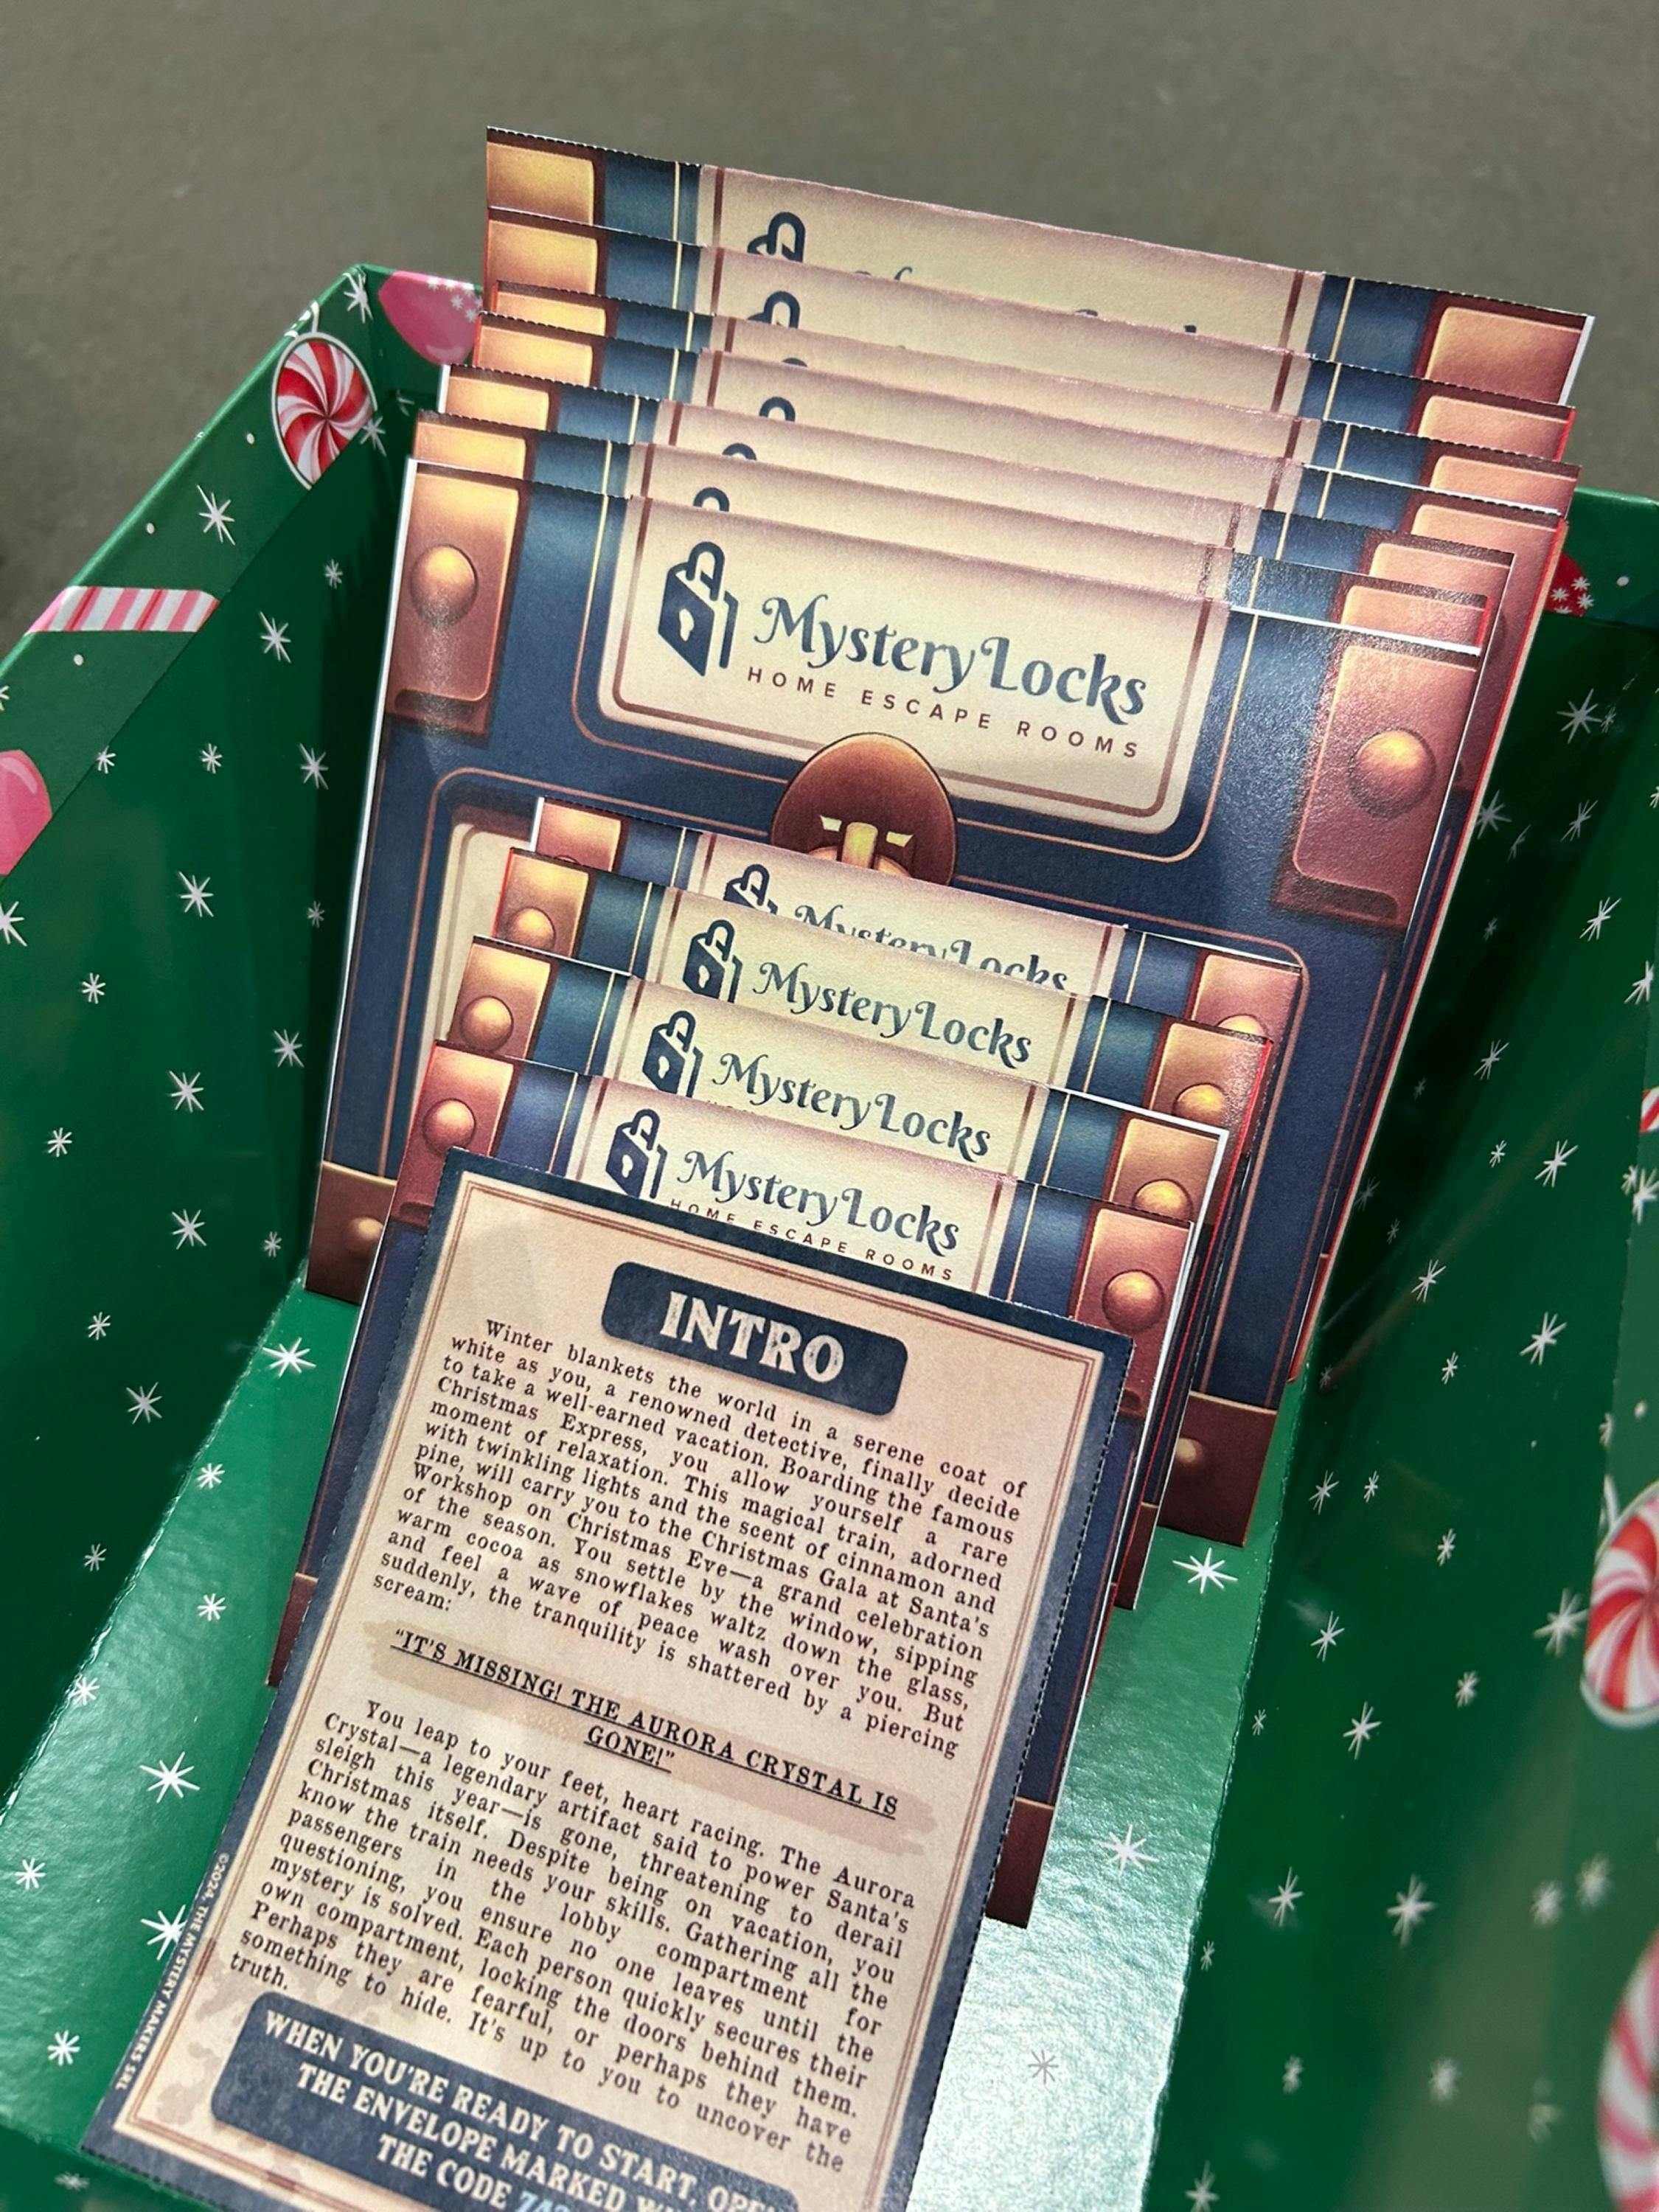 MysteryLocks
HOME ESCAPE ROOMS
MysteryLocks
MysteryLocks
MysteryLocks
MysteryLocks
HOME ESCAPE ROOMS
INTRO
Winter blankets the world in a serene coat of
white as you, a renowned detective, finally decide
to take a well-earned vacation. Boarding the famous
Christmas Express, you allow yourself a rare
moment of relaxation. This magical train, adorned
with twinkling lights and the scent of cinnamon and
pine, will carry you to the Christmas Gala at Santa's
Workshop on Christmas Eve—a grand celebration
of the season. You settle by the window, sipping
warm cocoa as snowflakes waltz down the glass,
and feel a wave of peace wash over you. But
suddenly, the tranquility is shattered by a piercing
scream:
"IT'S MISSING! THE AURORA CRYSTAL IS
GONE!"
You leap to your feet, heart racing. The Aurora
Crystal—a legendary artifact said to power Santa's
sleigh this year—is gone, threatening to derail
Christmas itself. Despite being on vacation, you
know the train needs your skills. Gathering all the
passengers in the lobby compartment for
questioning, you ensure no one leaves until the
mystery is solved. Each person quickly secures their
own compartment, locking the doors behind them.
Perhaps they are fearful, or perhaps they have
something to hide. It's up to you to uncover the
truth.
WHEN YOU'RE READY TO START, OPEN
THE ENVELOPE MARKED
THE CODE
©2024, THE MYSTERY MAKERS SRL